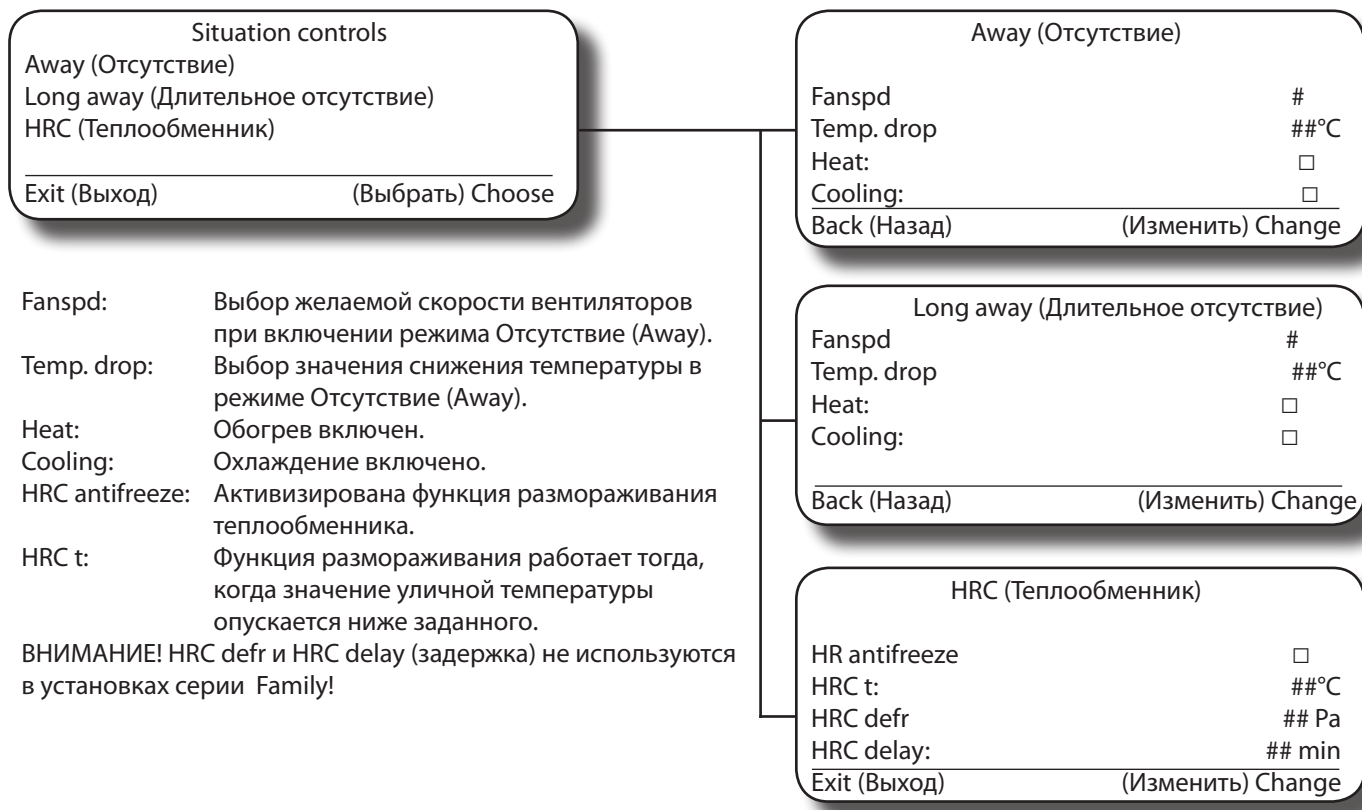 Situation controls
Away (Отсутствие)
Long away (Длительное отсутствие)
HRC (Теплообменник)
Exit (Выход) (Выбрать) Choose
Away (Отсутствие)
Fanspd #
Temp. drop ##°C
Heat: □
Cooling: □
Back (Назад) (Изменить) Change
Fanspd: Выбор желаемой скорости вентиляторов
при включении режима Отсутствие (Away).
Temp. drop: Выбор значения снижения температуры в
режиме Отсутствие (Away).
Heat: Обогрев включен.
Cooling: Охлаждение включено.
HRC antifreeze: Активизирована функция размораживания
теплообменника.
HRC t: Функция размораживания работает тогда,
когда значение уличной температуры
опускается ниже заданного.
ВНИМАНИЕ! HRC defr и HRC delay (задержка) не используются
в установках серии Family!
Long away (Длительное отсутствие)
Fanspd #
Temp. drop ##°C
Heat: □
Cooling: □
Back (Назад) (Изменить) Change
HRC (Теплообменник)
HR antifreeze □
HRC t: ##°C
HRC defr ## Pa
HRC delay: ## min
Exit (Выход) (Изменить) Change